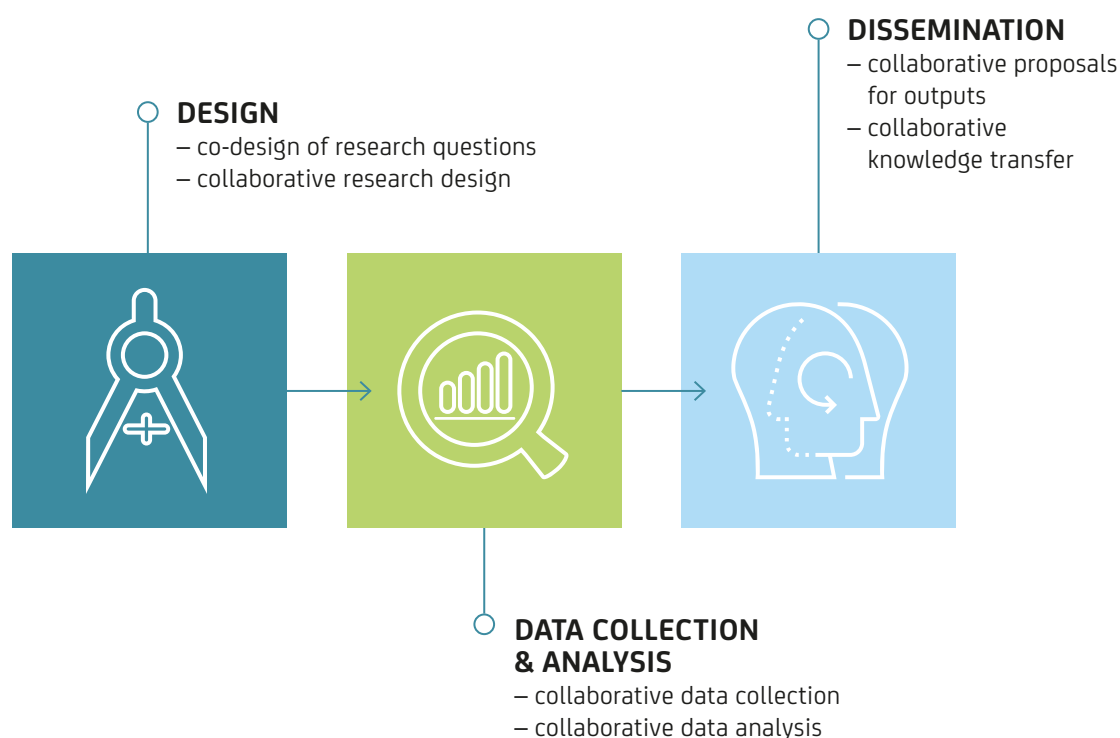 DESIGN
– co-design of research questions
– collaborative research design
DATA COLLECTION
& ANALYSIS
– collaborative data collection
– collaborative data analysis
DISSEMINATION
– collaborative proposals
for outputs
– collaborative
knowledge transfer